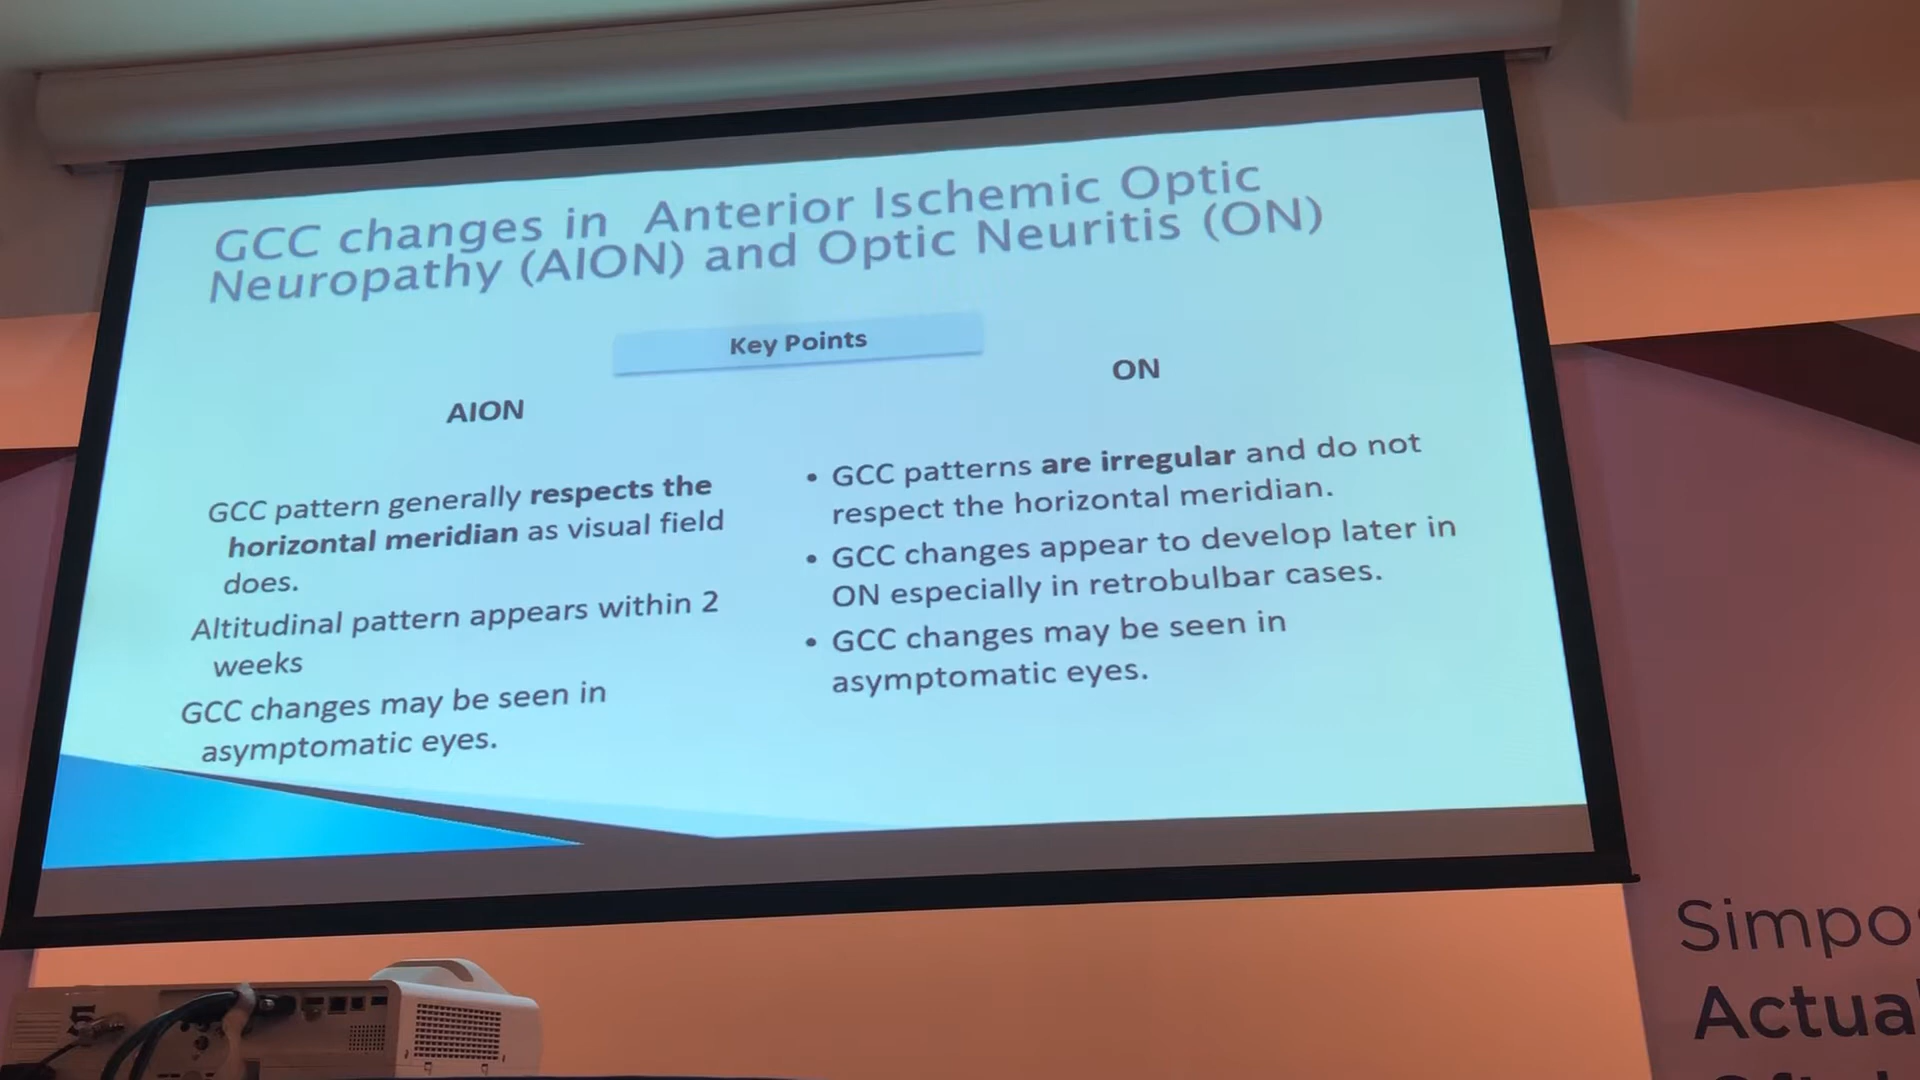 GCC changes in Anterior Ischemic Optic
Neuropathy (AION) and Optic Neuritis (ON)
Key Points
AION
GCC pattern generally respects the
horizontal meridian as visual field
does.
Altitudinal pattern appears within 2
weeks
GCC changes may be seen in
asymptomatic eyes.
ON
• GCC patterns are irregular and do not
respect the horizontal meridian.
• GCC changes appear to develop later in
ON especially in retrobulbar cases.
• GCC changes may be seen in
asymptomatic eyes.
5
Simpo
Actua